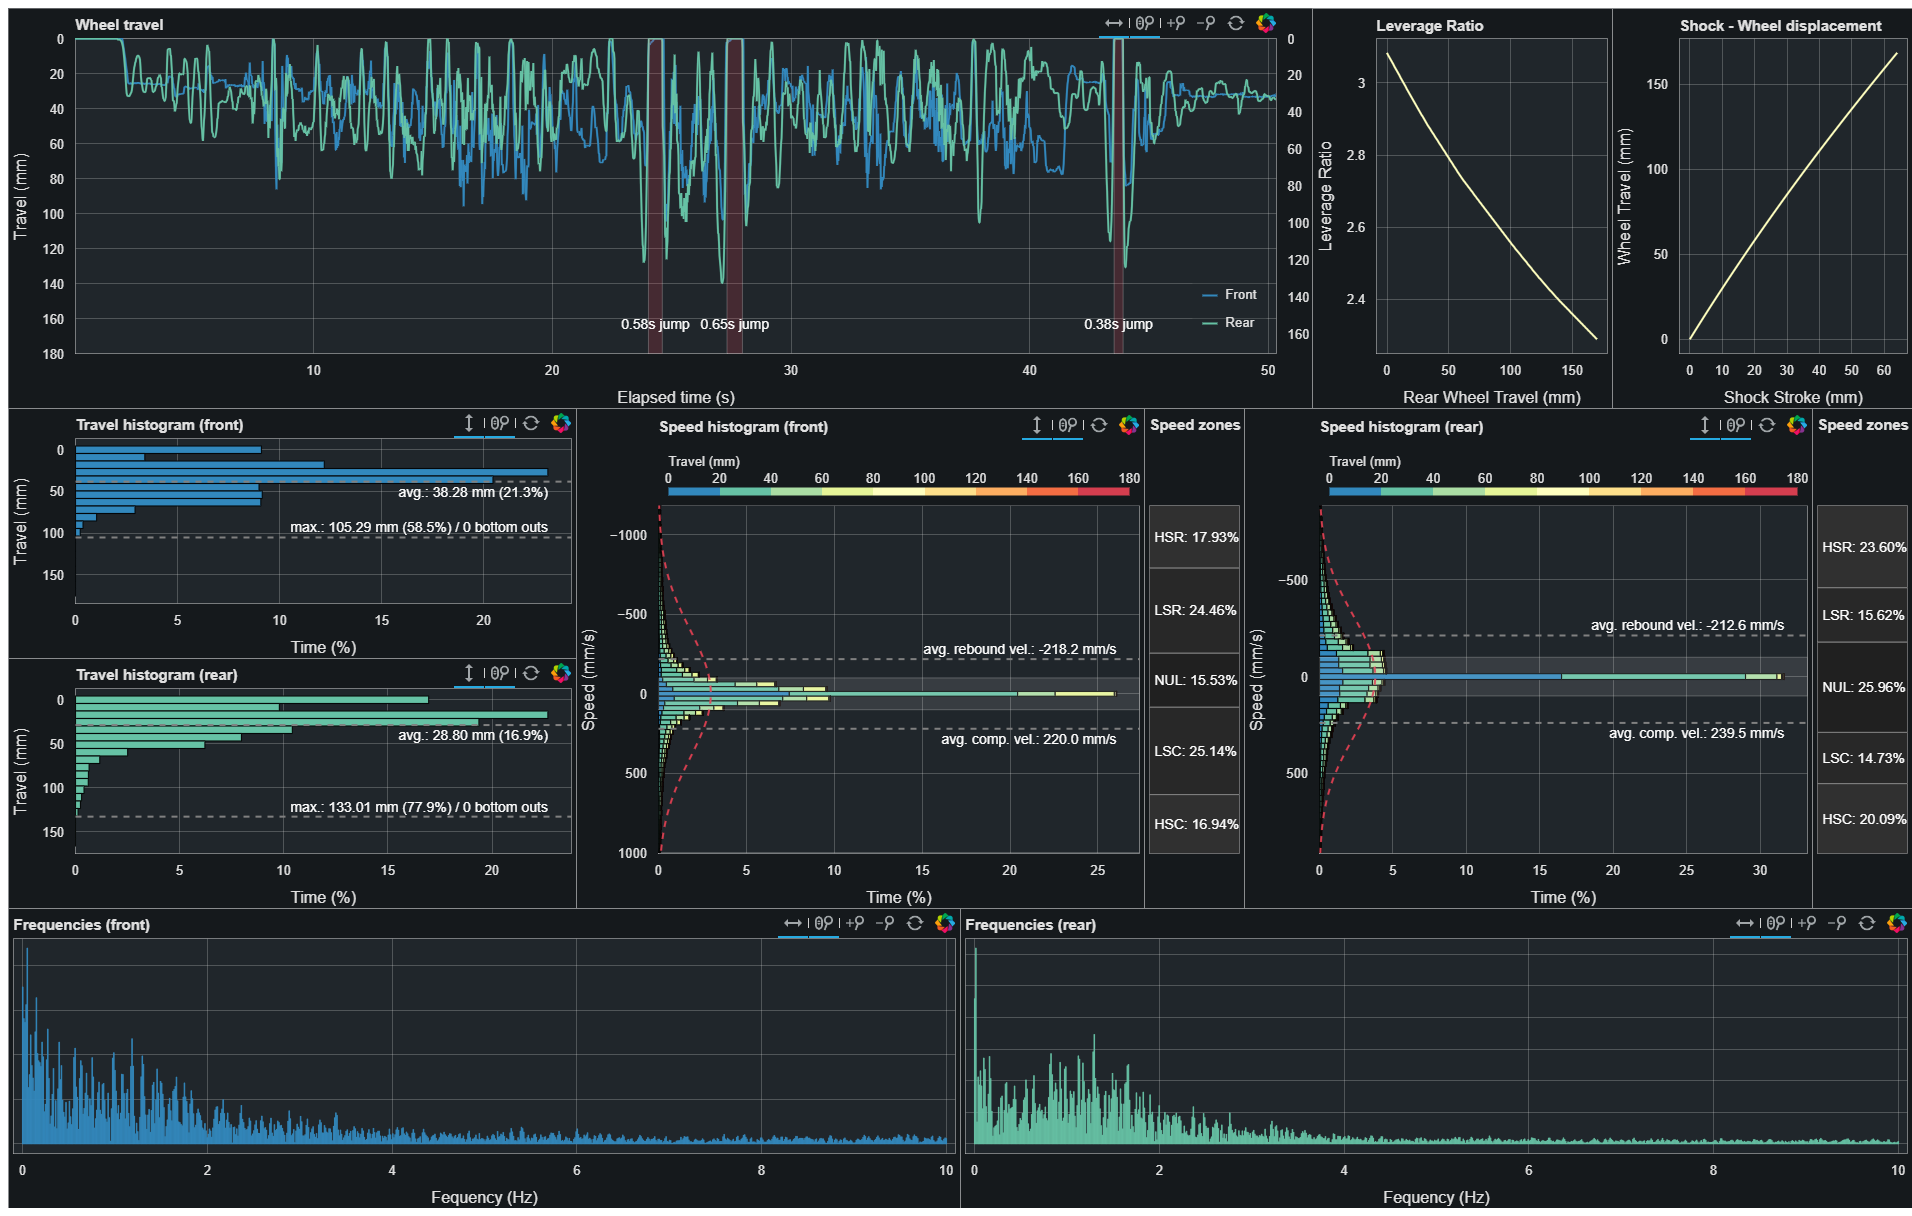 Wheel travel
0
20
40
60
80
100
120
140
160
180
Travel (mm)
0
20
40
60
80
100
120
140
160
0.58s jump
0.65s jump
0.38s jump
Front
Rear
10
20
30
40
50
Elapsed time (s)
Leverage Ratio
3
2.8
2.6
2.4
Leverage Ratio
0
50
100
150
Rear Wheel Travel (mm)
Shock - Wheel displacement
150
100
50
0
Wheel Travel (mm)
0
10
20
30
40
50
60
Shock Stroke (mm)
Travel histogram (front)
0
50
100
150
Travel (mm)
avg.: 38.28 mm (21.3%)
max.: 105.29 mm (58.5%) / 0 bottom outs
0
5
10
15
20
Time (%)
Travel histogram (rear)
0
50
100
150
Travel (mm)
avg.: 28.80 mm (16.9%)
max.: 133.01 mm (77.9%) / 0 bottom outs
0
5
10
15
20
Time (%)
Speed histogram (front)
Travel (mm)
0
20
40
60
80
100
120
140
160
180
−1000
−500
0
500
1000
Speed (mm/s)
avg. rebound vel.: -218.2 mm/s
avg. comp. vel.: 220.0 mm/s
0
5
10
15
20
25
Time (%)
Speed zones
HSR: 17.93%
LSR: 24.46%
NUL: 15.53%
LSC: 25.14%
HSC: 16.94%
Speed histogram (rear)
Travel (mm)
0
20
40
60
80
100
120
140
160
180
−500
0
500
Speed (mm/s)
avg. rebound vel.: -212.6 mm/s
avg. comp. vel.: 239.5 mm/s
0
5
10
15
20
25
30
Time (%)
Speed zones
HSR: 23.60%
LSR: 15.62%
NUL: 25.96%
LSC: 14.73%
HSC: 20.09%
Frequencies (front)
0
2
4
6
8
10
Fequency (Hz)
Frequencies (rear)
0
2
4
6
8
10
Fequency (Hz)